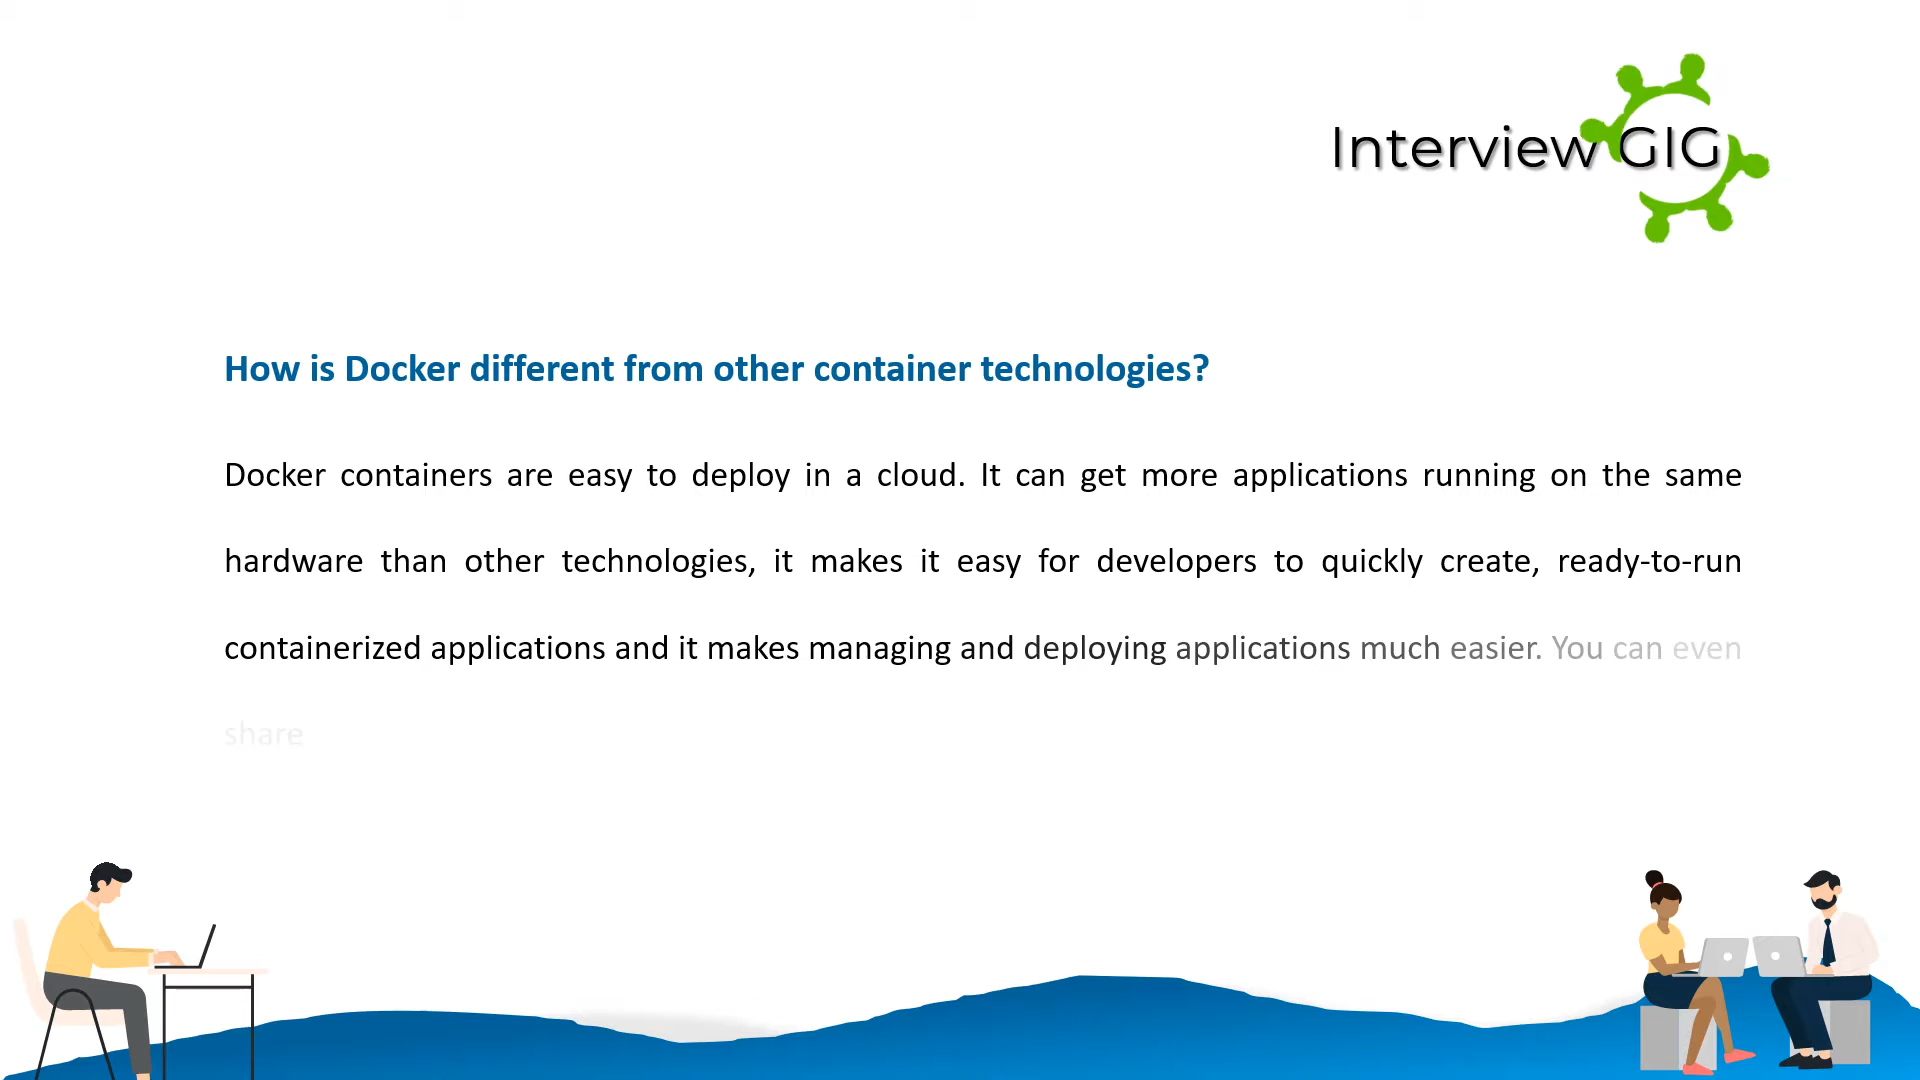 Interview GIG
How is Docker different from other container technologies?
Docker containers are easy to deploy in a cloud. It can get more applications running on the same
hardware than other technologies, it makes it easy for developers to quickly create, ready-to-run
containerized applications and it makes managing and deploying applications much easier. You can even
share